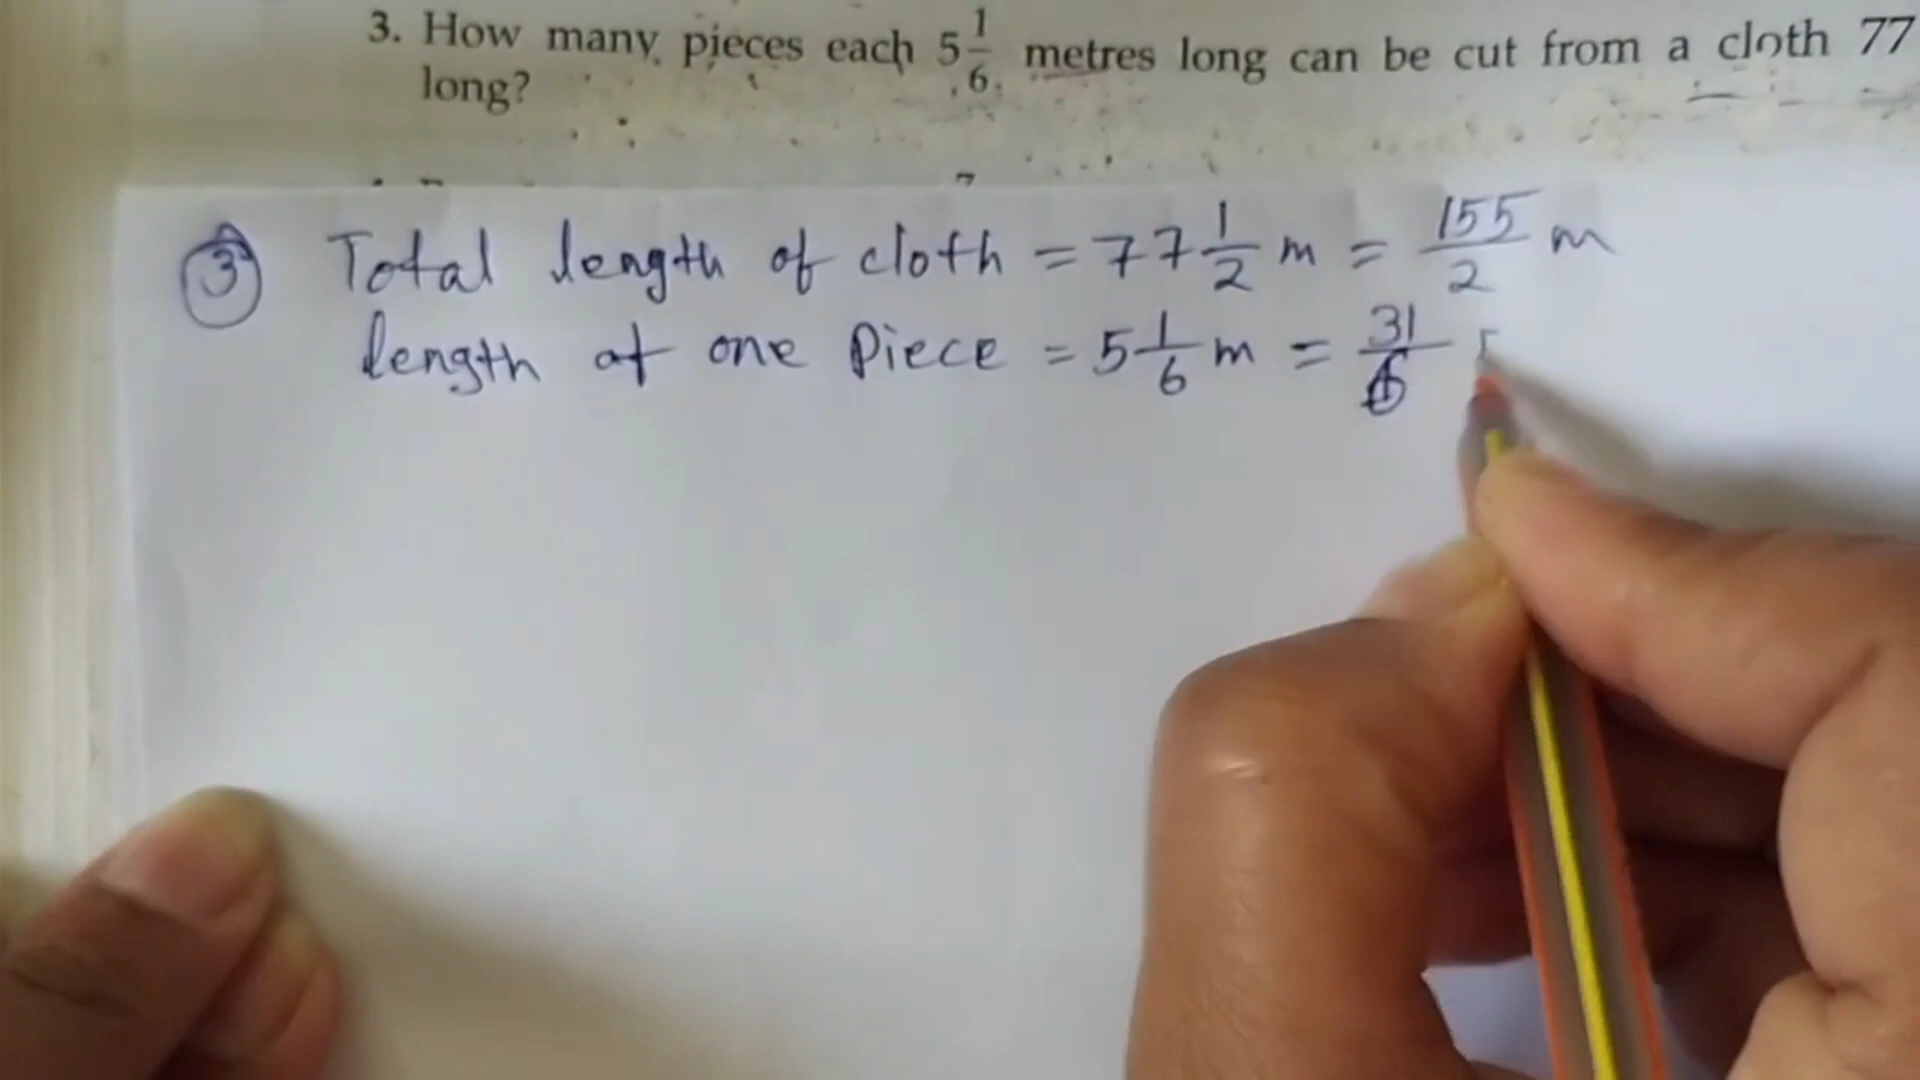 3. How many pieces each 5 1/6 metres long can be cut from a cloth 77
long?
③ Total length of cloth = 77 1/2 m = 155/2 m
length of one Piece = 5 1/6 m = 31/6